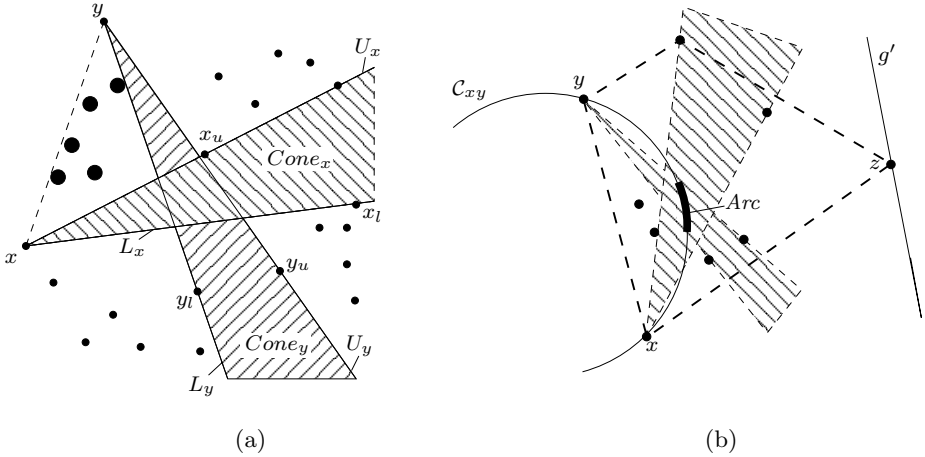 y
U_x
x_u
Cone_x
x_l
x
L_x
y_u
y_l
Cone_y
U_y
L_y
(a)
g′
C_xy
y
z
Arc
x
(b)